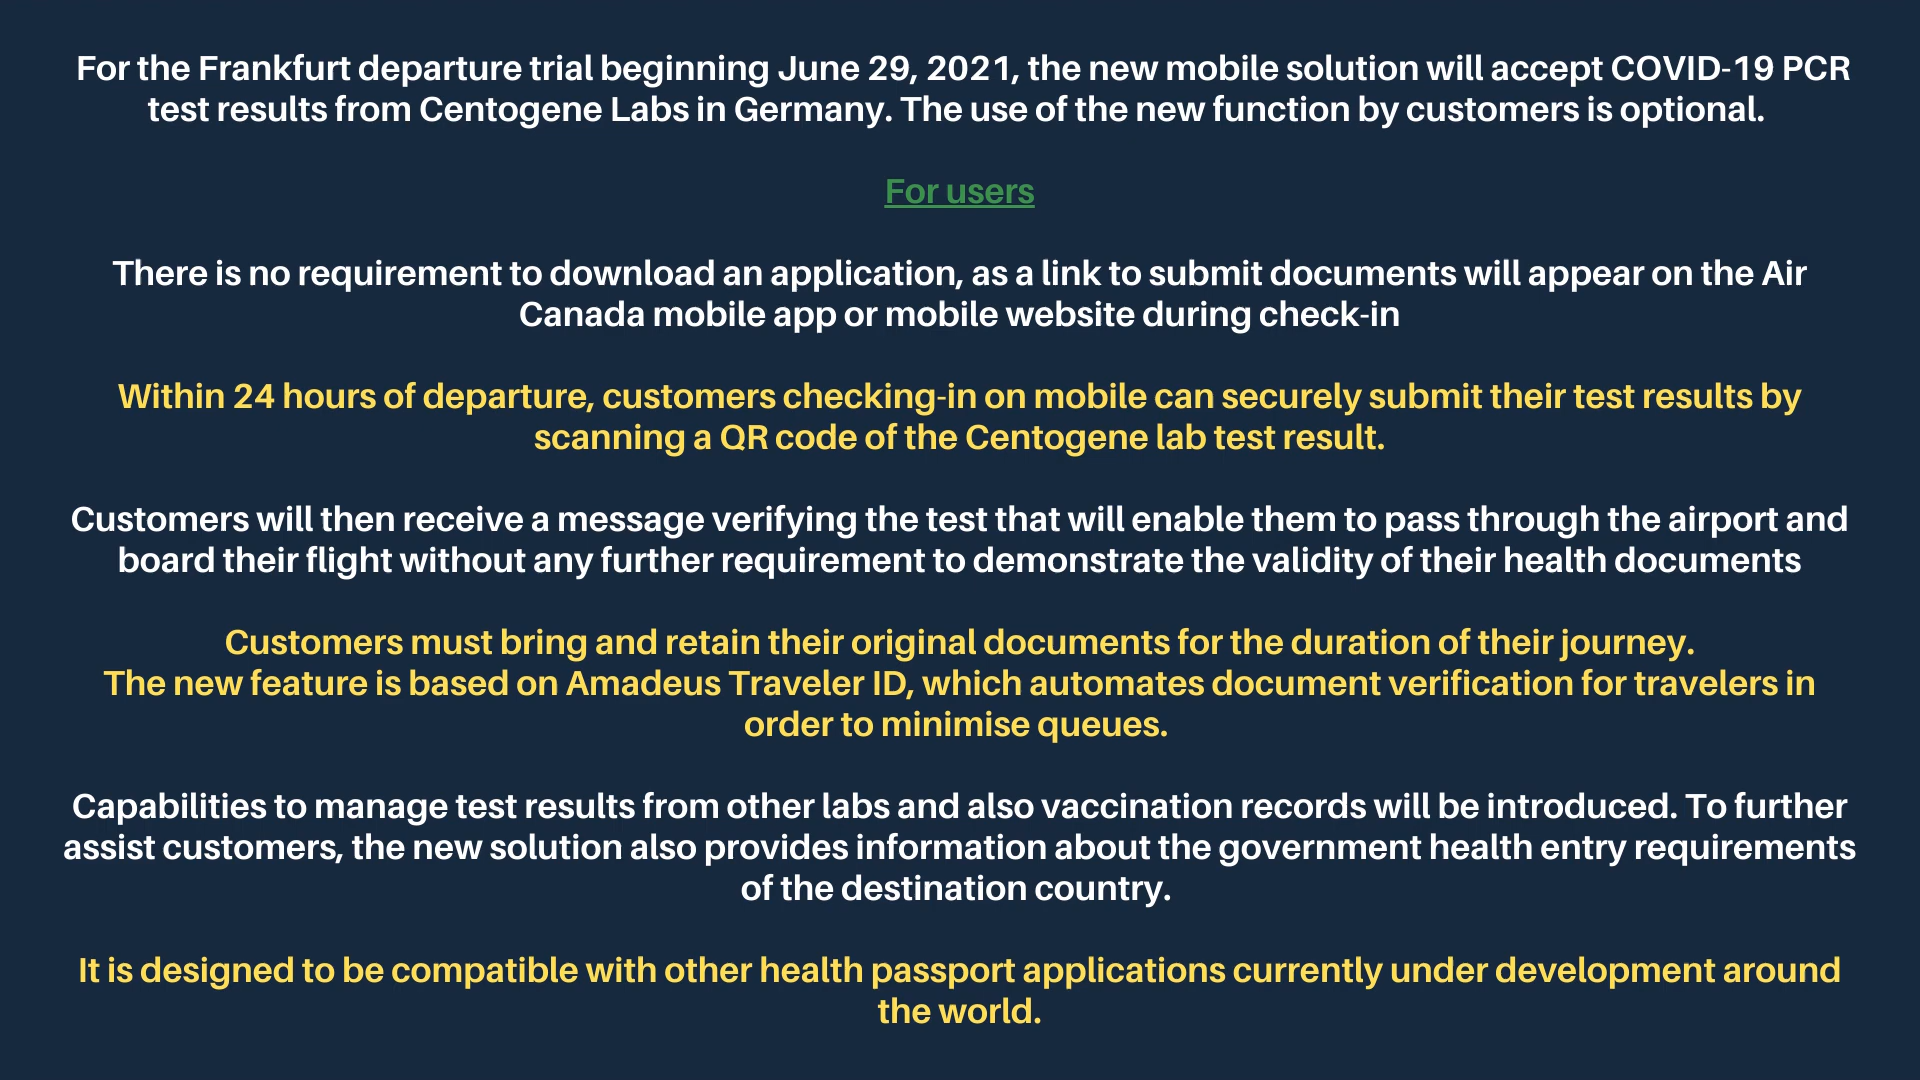 For the Frankfurt departure trial beginning June 29, 2021, the new mobile solution will accept COVID-19 PCR
test results from Centogene Labs in Germany. The use of the new function by customers is optional.
For users
There is no requirement to download an application, as a link to submit documents will appear on the Air
Canada mobile app or mobile website during check-in
Within 24 hours of departure, customers checking-in on mobile can securely submit their test results by
scanning a QR code of the Centogene lab test result.
Customers will then receive a message verifying the test that will enable them to pass through the airport and
board their flight without any further requirement to demonstrate the validity of their health documents
Customers must bring and retain their original documents for the duration of their journey.
The new feature is based on Amadeus Traveler ID, which automates document verification for travelers in
order to minimise queues.
Capabilities to manage test results from other labs and also vaccination records will be introduced. To further
assist customers, the new solution also provides information about the government health entry requirements
of the destination country.
It is designed to be compatible with other health passport applications currently under development around
the world.